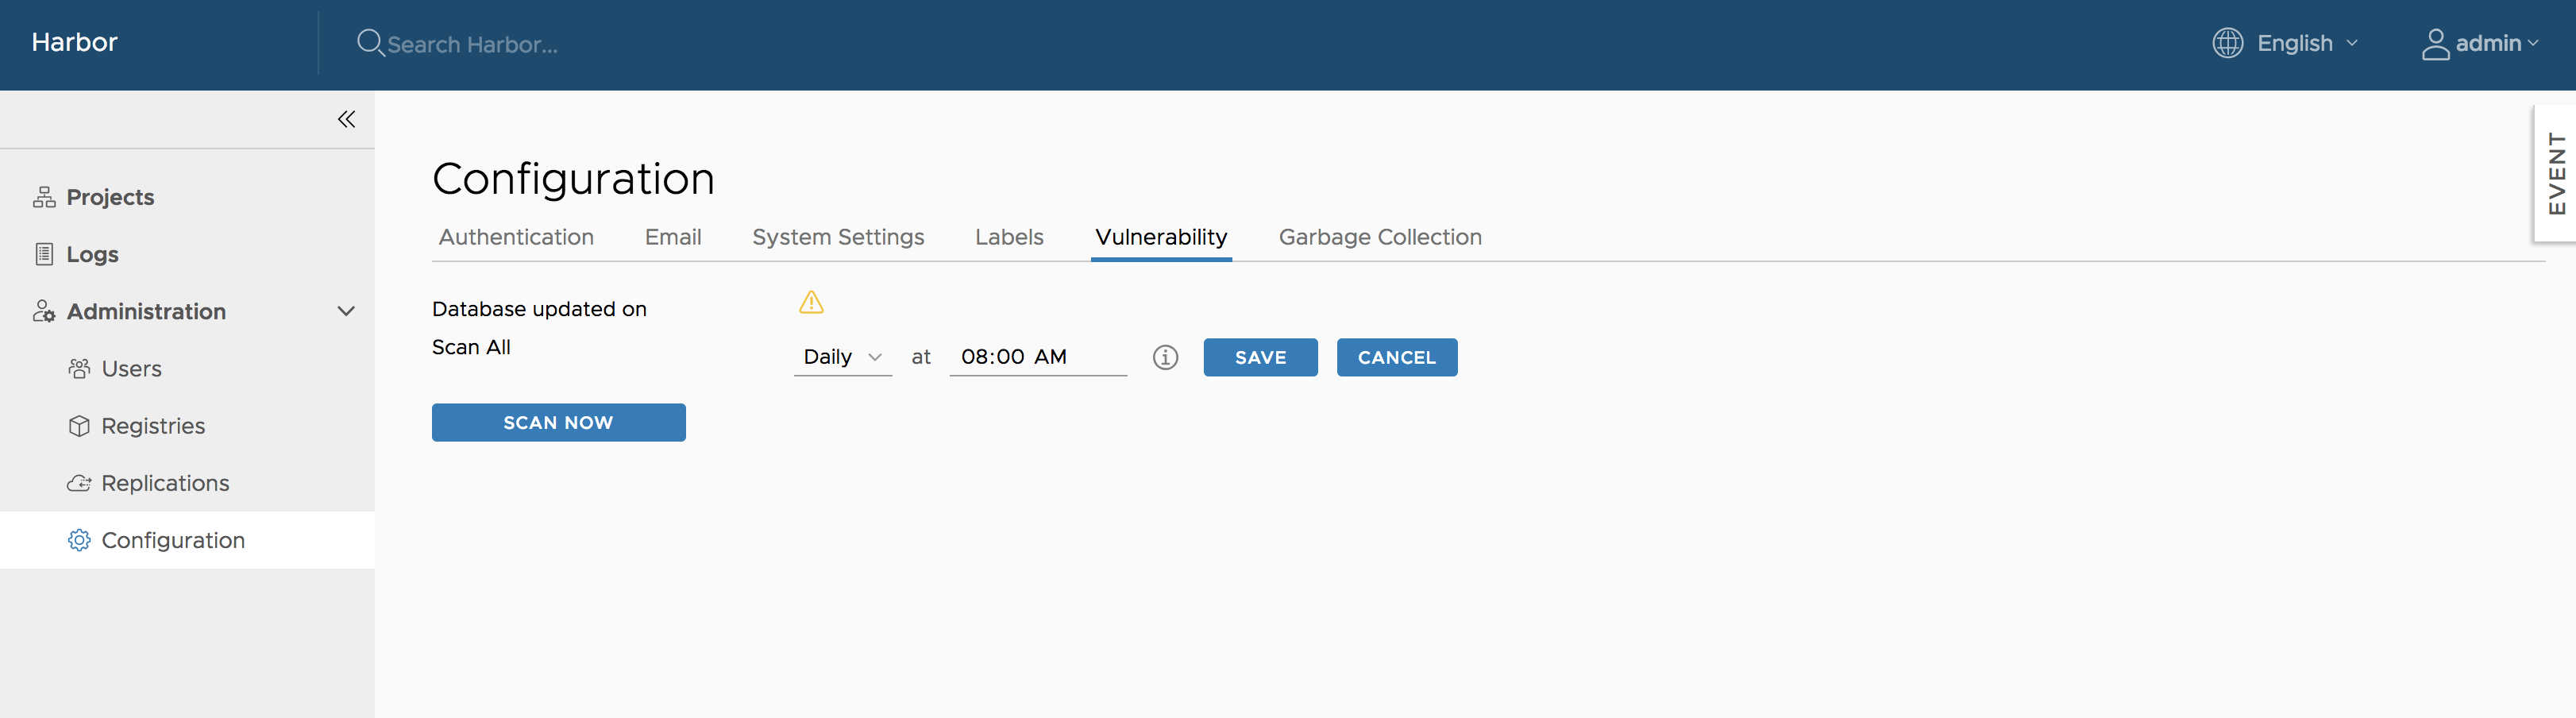 Harbor
Search Harbor...
English
admin
EVENT
Projects
Logs
Administration
Users
Registries
Replications
Configuration
Configuration
Authentication Email System Settings Labels Vulnerability Garbage Collection
Database updated on
Scan All
Daily at 08:00 AM SAVE CANCEL
SCAN NOW